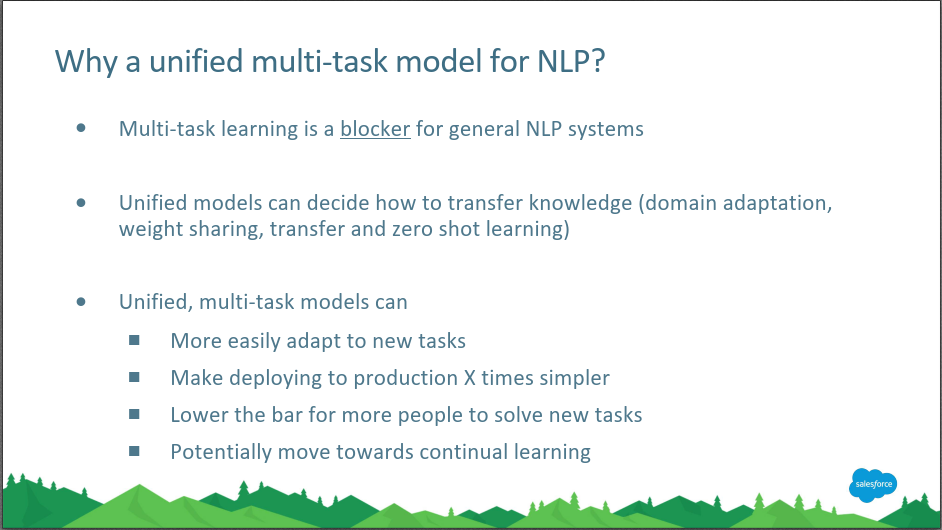 Why a unified multi-task model for NLP?
● Multi-task learning is a blocker for general NLP systems
● Unified models can decide how to transfer knowledge (domain adaptation,
weight sharing, transfer and zero shot learning)
● Unified, multi-task models can
■ More easily adapt to new tasks
■ Make deploying to production X times simpler
■ Lower the bar for more people to solve new tasks
■ Potentially move towards continual learning
salesforce